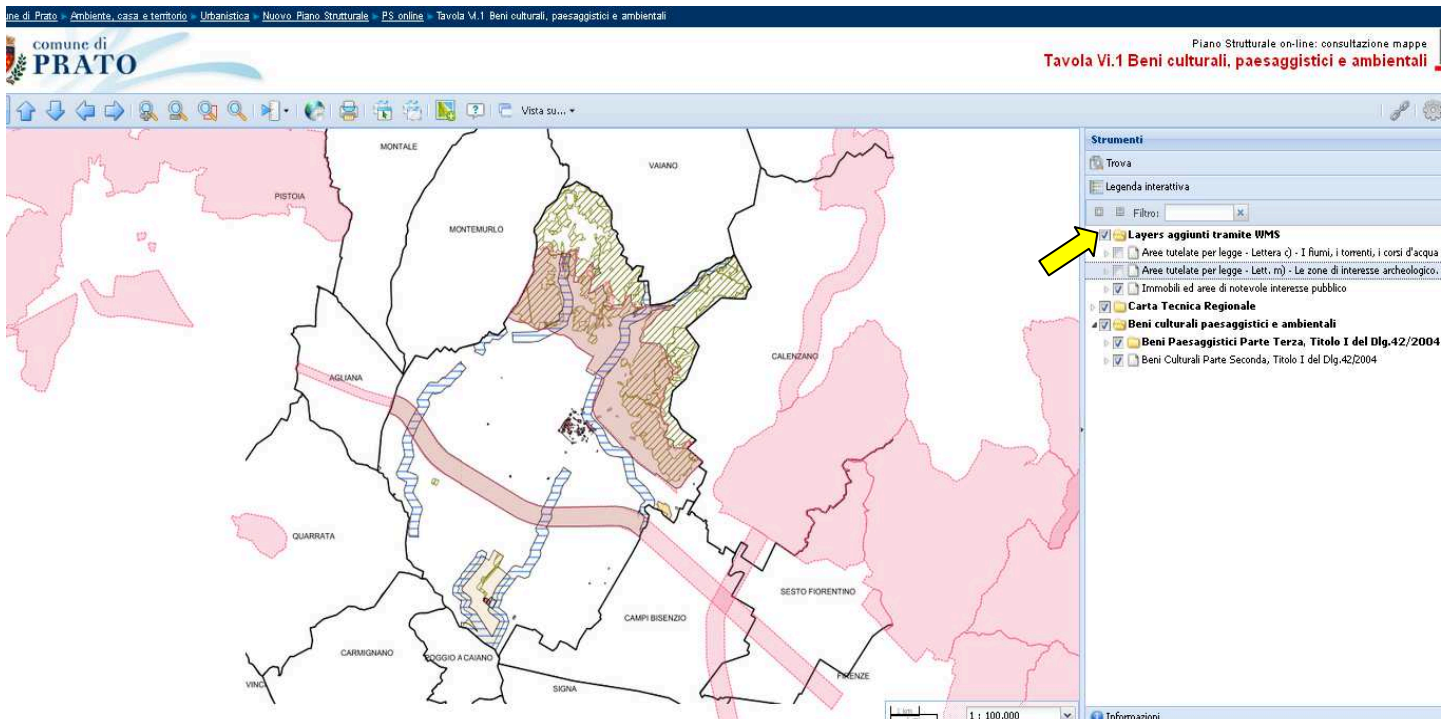 ne di Prato » Ambiente, casa e territorio » Urbanistica » Nuovo Piano Strutturale » PS online » Tavola Vi.1 Beni culturali, paesaggistici e ambientali
comune di
PRATO
Piano Strutturale on-line: consultazione mappe
Tavola Vi.1 Beni culturali, paesaggistici e ambientali
Vista su...
Strumenti
Trova
Legenda interattiva
Filtro:
Layers aggiunti tramite WMS
Aree tutelate per legge - Lettera c) - I fiumi, i torrenti, i corsi d'acqua
Aree tutelate per legge - Lett. m) - Le zone di interesse archeologico.
Immobili ed aree di notevole interesse pubblico
Carta Tecnica Regionale
Beni culturali paesaggistici e ambientali
Beni Paesaggistici Parte Terza, Titolo I del Dlg.42/2004
Beni Culturali Parte Seconda, Titolo I del Dlg.42/2004
MONTALE
VAIANO
PISTOIA
MONTEMURLO
CALENZANO
AGLIANA
QUARRATA
SESTO FIORENTINO
CAMPI BISENZIO
CARMIGNANO
POGGIO A CAIANO
FIRENZE
VINCI
SIGNA
1 km
1 : 100.000
Informazioni